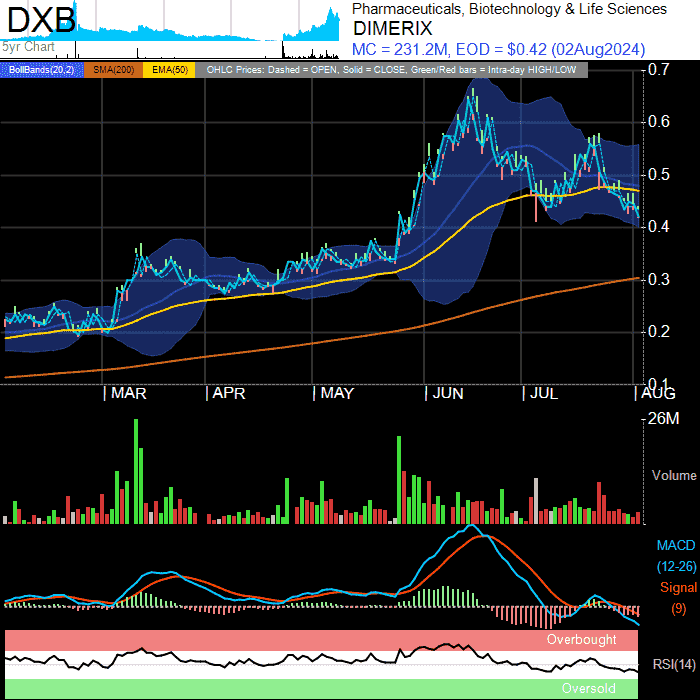 DXB
5yr Chart
Pharmaceuticals, Biotechnology & Life Sciences
DIMERIX
MC = 231.2M, EOD = $0.42 (02Aug2024)
BollBands(20,2) SMA(200) EMA(50) OHLC Prices: Dashed = OPEN, Solid = CLOSE, Green/Red bars = Intra-day HIGH/LOW
0.7
0.6
0.5
0.4
0.3
0.2
0.1
MAR APR MAY JUN JUL AUG
26M
Volume
MACD
(12-26)
Signal
(9)
Overbought
RSI(14)
Oversold